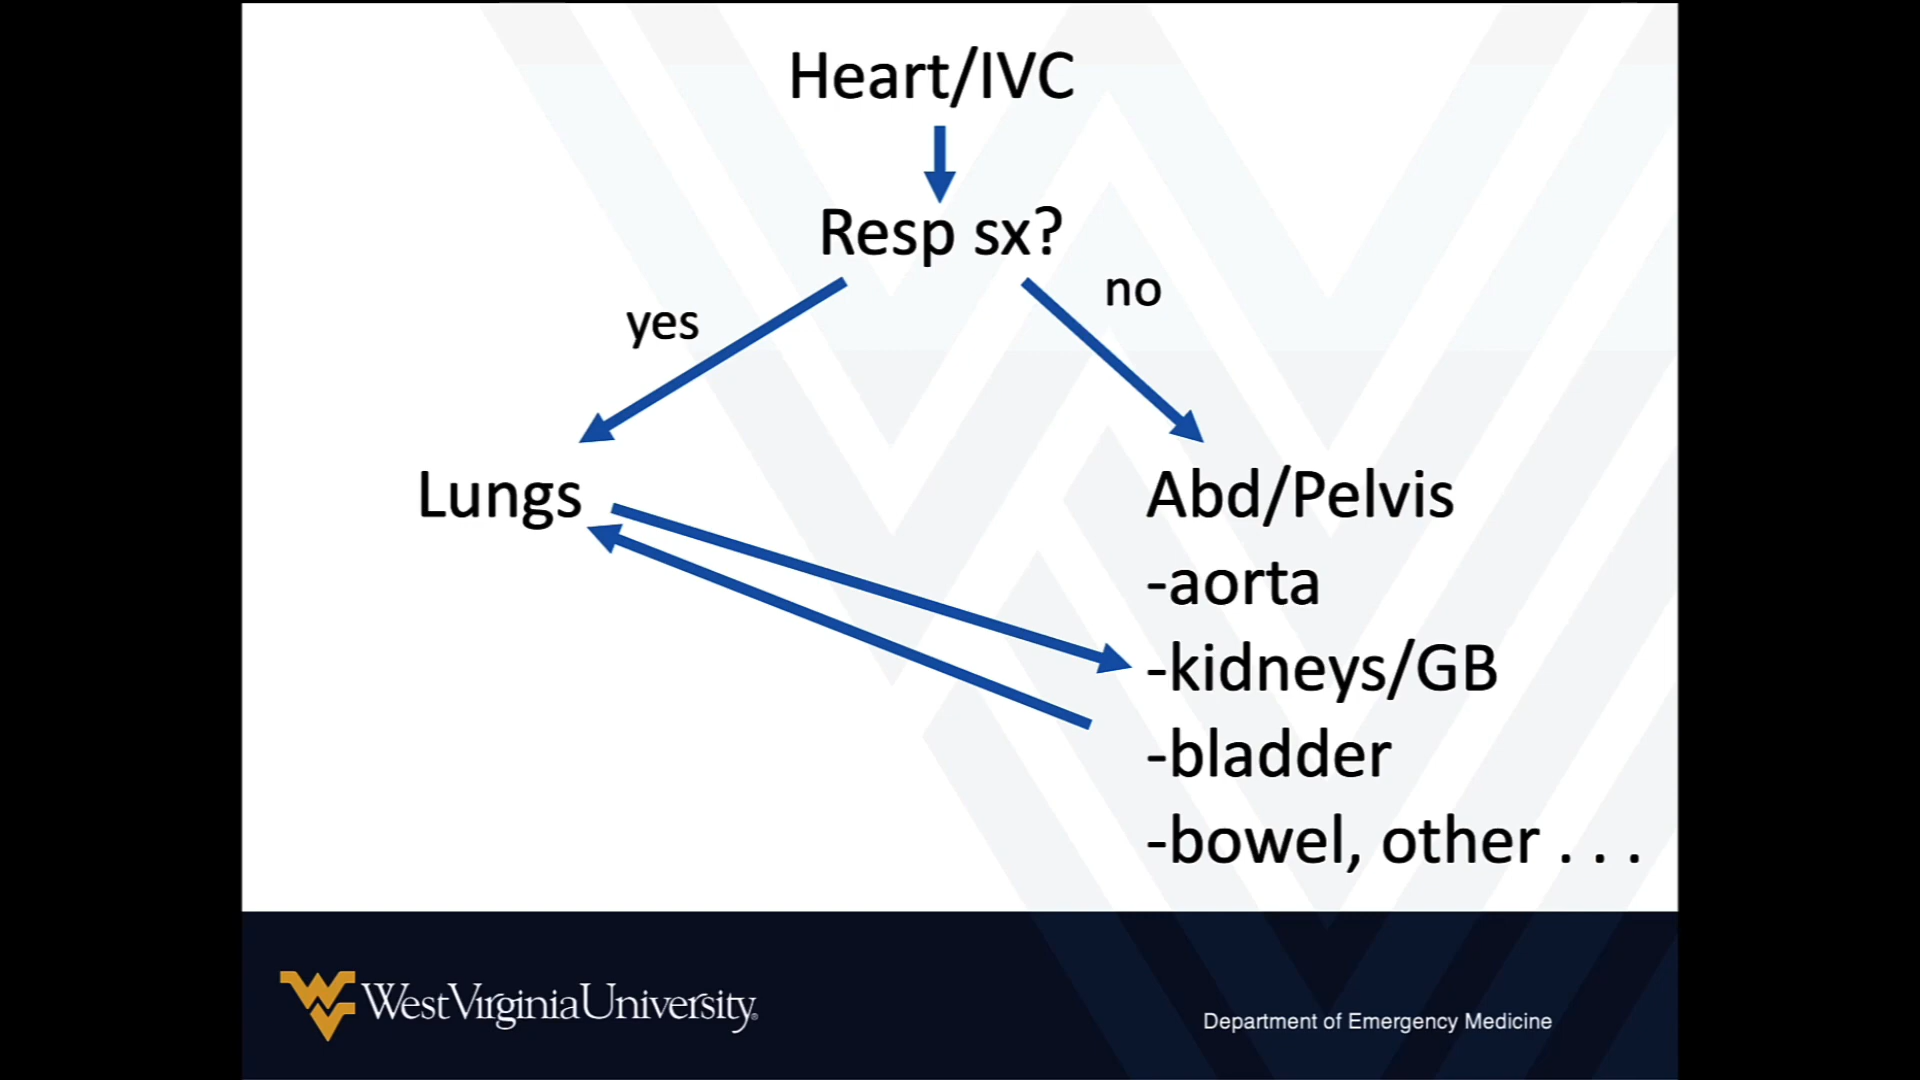 Heart/IVC
Resp sx?
no
yes
Lungs
Abd/Pelvis
-aorta
-kidneys/GB
-bladder
-bowel, other . . .
WestVirginiaUniversity®
Department of Emergency Medicine